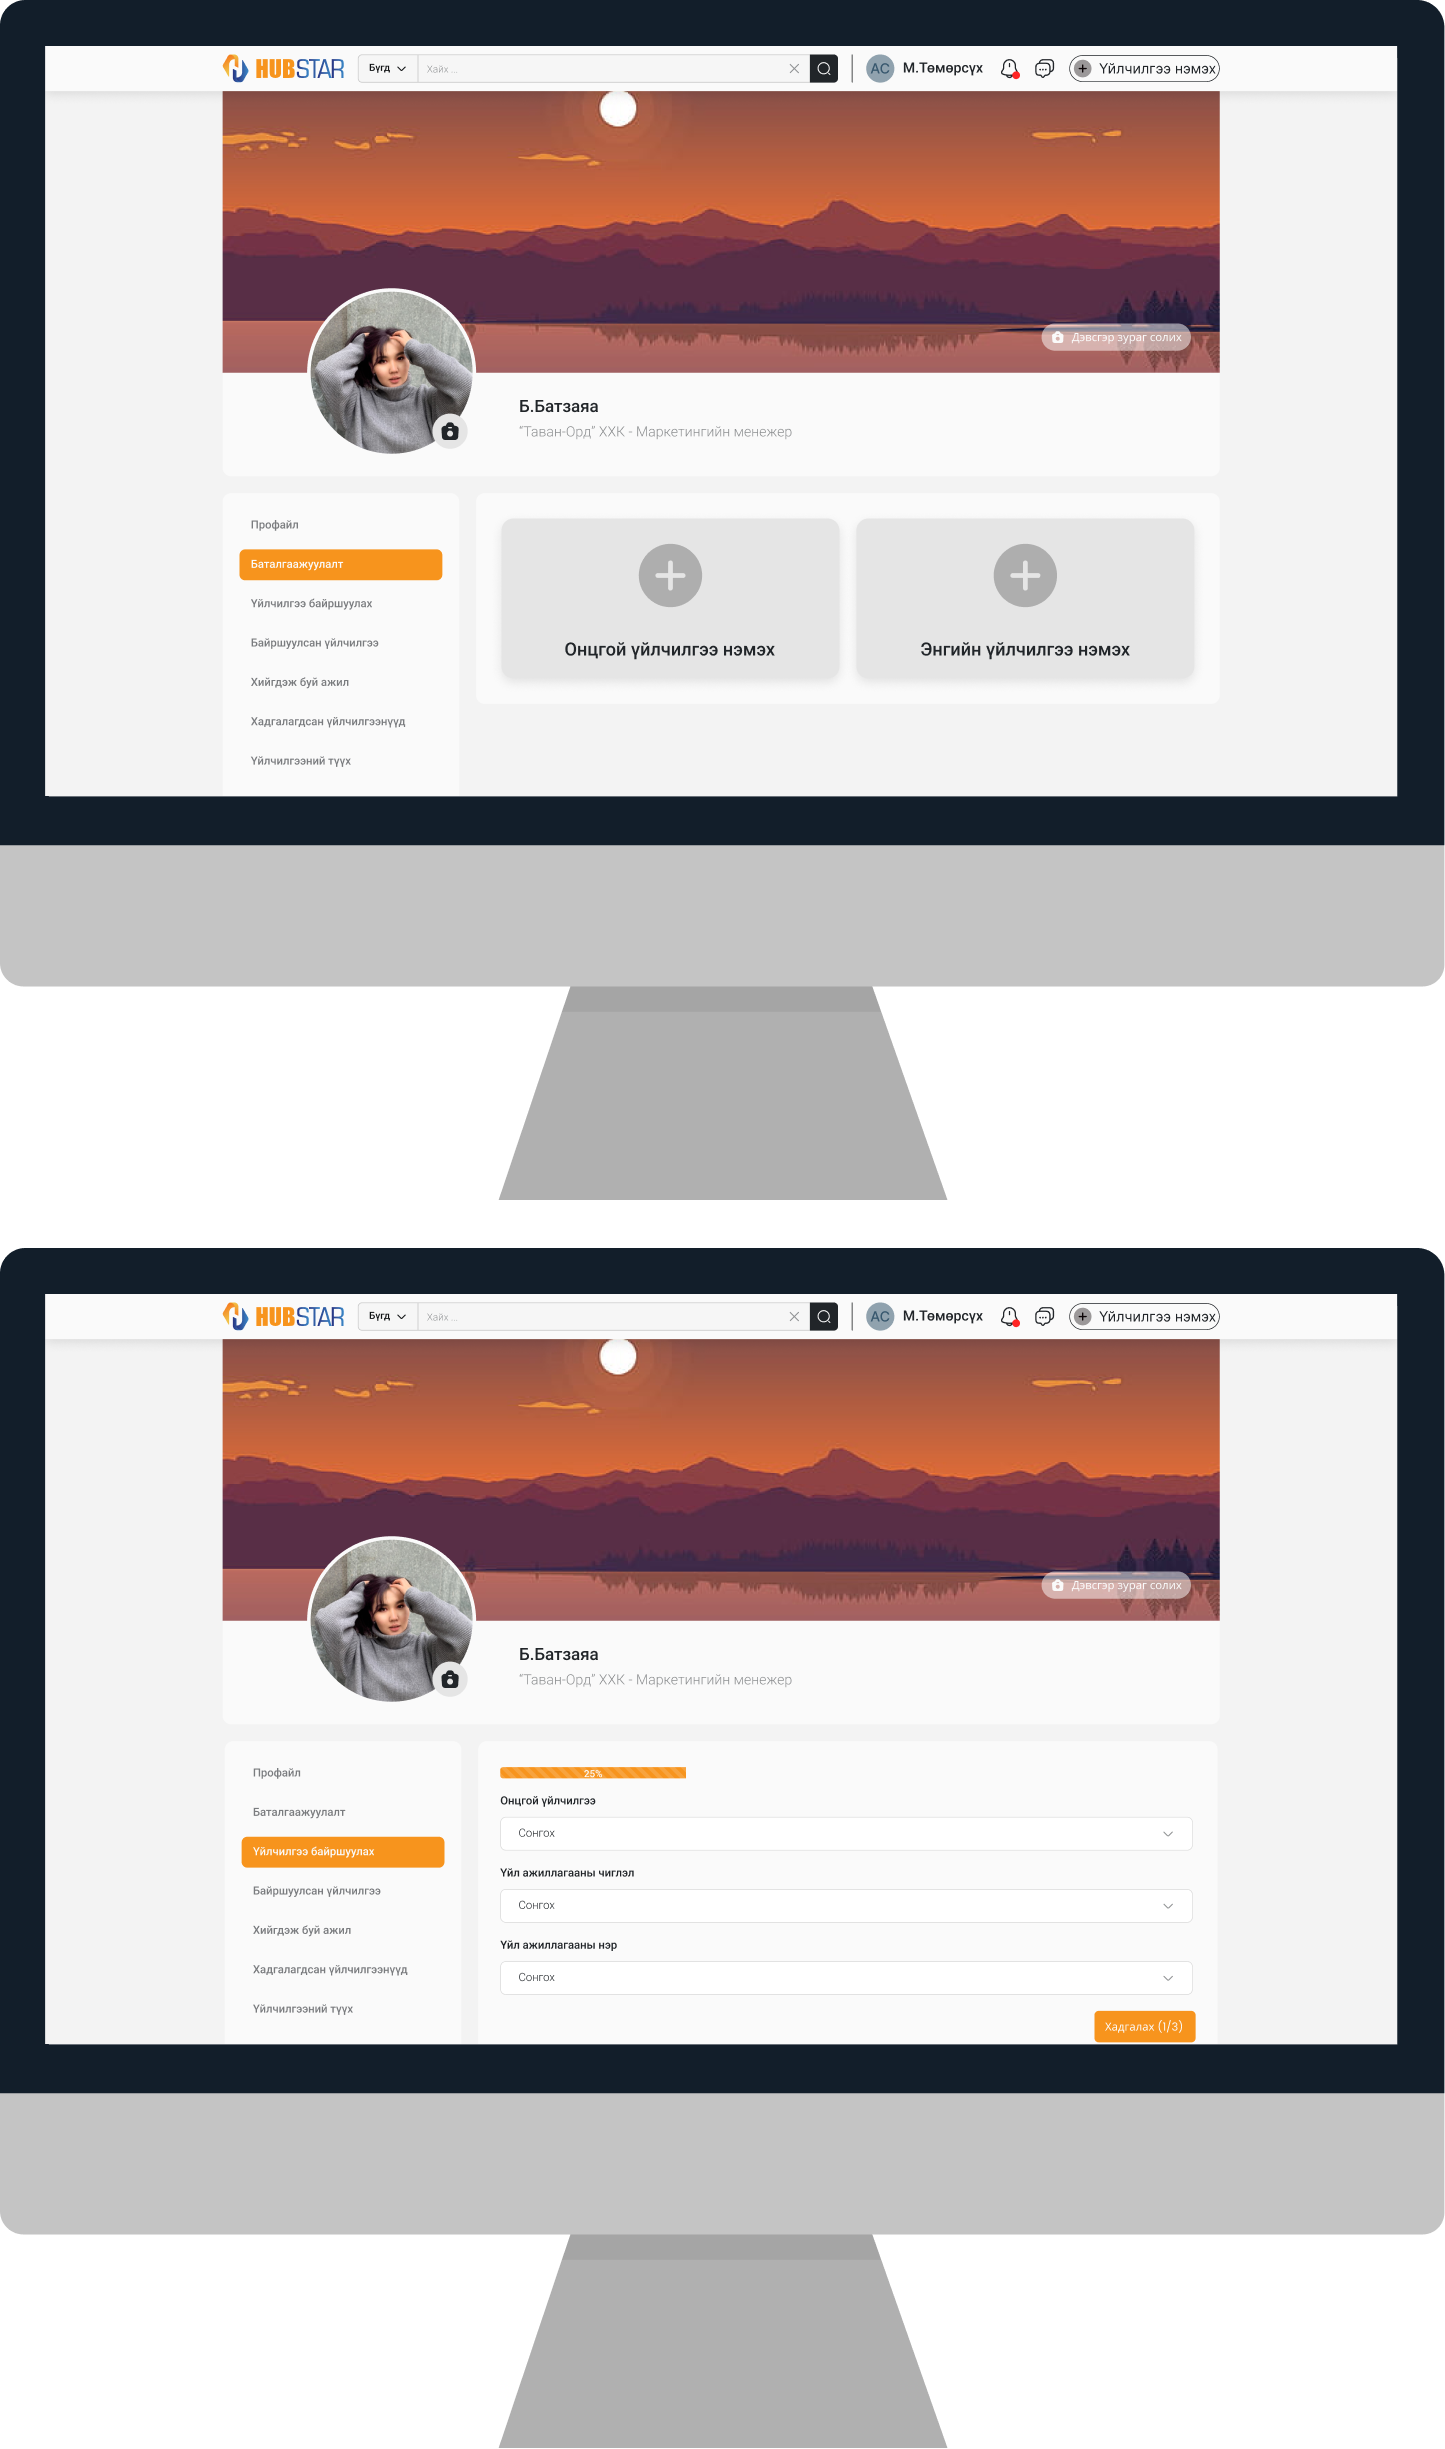 HUBSTAR
Бүгд
Хайх ...
АС
М.Төмөрсүх
Үйлчилгээ нэмэх
Дэвсгэр зураг солих
Б.Батзаяа
"Таван-Орд" ХХК - Маркетингийн менежер
Профайл
Баталгаажуулалт
Үйлчилгээ байршуулах
Байршуулсан үйлчилгээ
Хийгдэж буй ажил
Хадгалагдсан үйлчилгээнүүд
Үйлчилгээний түүх
Онцгой үйлчилгээ нэмэх
Энгийн үйлчилгээ нэмэх
HUBSTAR
Бүгд
Хайх ...
АС
М.Төмөрсүх
Үйлчилгээ нэмэх
Дэвсгэр зураг солих
Б.Батзаяа
"Таван-Орд" ХХК - Маркетингийн менежер
Профайл
Баталгаажуулалт
Үйлчилгээ байршуулах
Байршуулсан үйлчилгээ
Хийгдэж буй ажил
Хадгалагдсан үйлчилгээнүүд
Үйлчилгээний түүх
25%
Онцгой үйлчилгээ
Сонгох
Үйл ажиллагааны чиглэл
Сонгох
Үйл ажиллагааны нэр
Сонгох
Хадгалах (1/3)